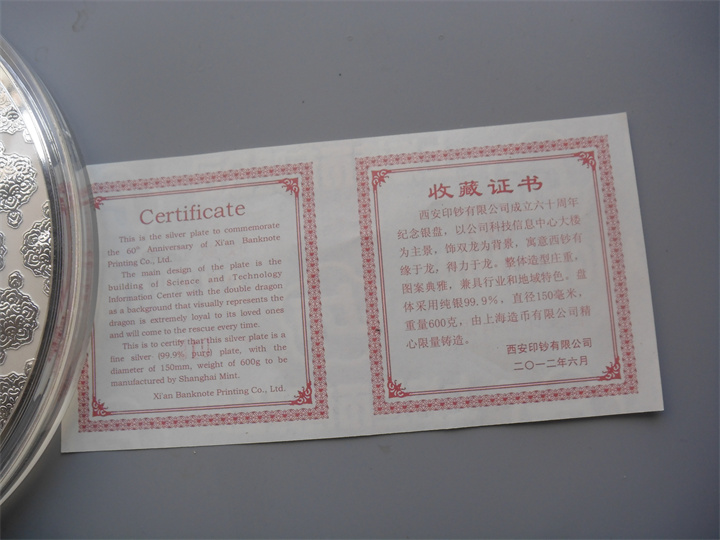 Certificate
This is the silver plate to commemorate
the 60th Anniversary of Xi'an Banknote
Printing Co., Ltd.
The main design of the plate is the
building of Science and Technology
Information Center with the double dragon
as a background that visually represents the
dragon is extremely loyal to its loved ones
and will come to the rescue every time.
This is to certify that this silver plate is a
fine silver (99.9% pure) plate, with the
diameter of 150mm, weight of 600g to be
manufactured by Shanghai Mint.
Xi'an Banknote Printing Co., Ltd.
收藏证书
西安印钞有限公司成立六十周年
纪念银盘，以公司科技信息中心大楼
为主景，饰双龙为背景，寓意西钞有
缘于龙，得力于龙。整体造型庄重，
图案典雅，兼具行业和地域特色。盘
体采用纯银99.9%，直径150毫米，
重量600克，由上海造币有限公司精
心限量铸造。
西安印钞有限公司
二〇一二年六月